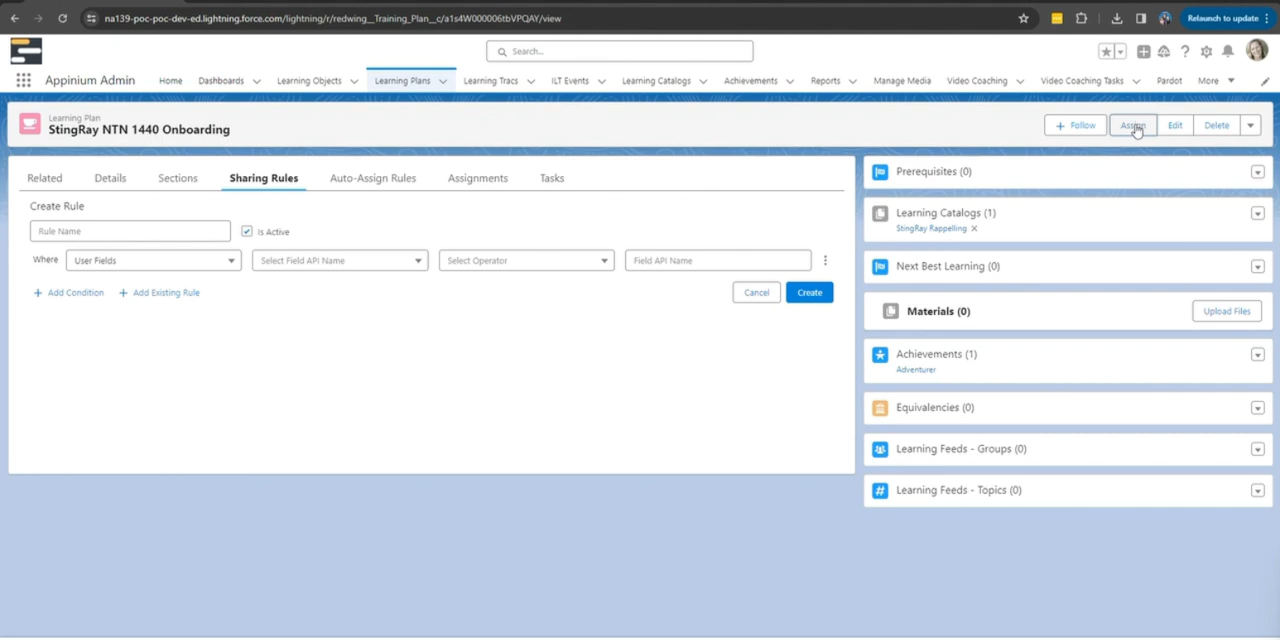 na139-poc-poc-dev-ed.lightning.force.com/lightning/r/redwing__Training_Plan__c/a1s4W000006tbVPQAY/view
Relaunch to update
Search...
Appinium Admin
Home
Dashboards
Learning Objects
Learning Plans
Learning Tracs
ILT Events
Learning Catalogs
Achievements
Reports
Manage Media
Video Coaching
Video Coaching Tasks
Pardot
More
Learning Plan
StingRay NTN 1440 Onboarding
+ Follow
Assign
Edit
Delete
Related
Details
Sections
Sharing Rules
Auto-Assign Rules
Assignments
Tasks
Create Rule
Rule Name
Is Active
Where
User Fields
Select Field API Name
Select Operator
Field API Name
+ Add Condition
+ Add Existing Rule
Cancel
Create
Prerequisites (0)
Learning Catalogs (1)
StingRay Rappelling X
Next Best Learning (0)
Materials (0)
Upload Files
Achievements (1)
Adventurer
Equivalencies (0)
Learning Feeds - Groups (0)
Learning Feeds - Topics (0)